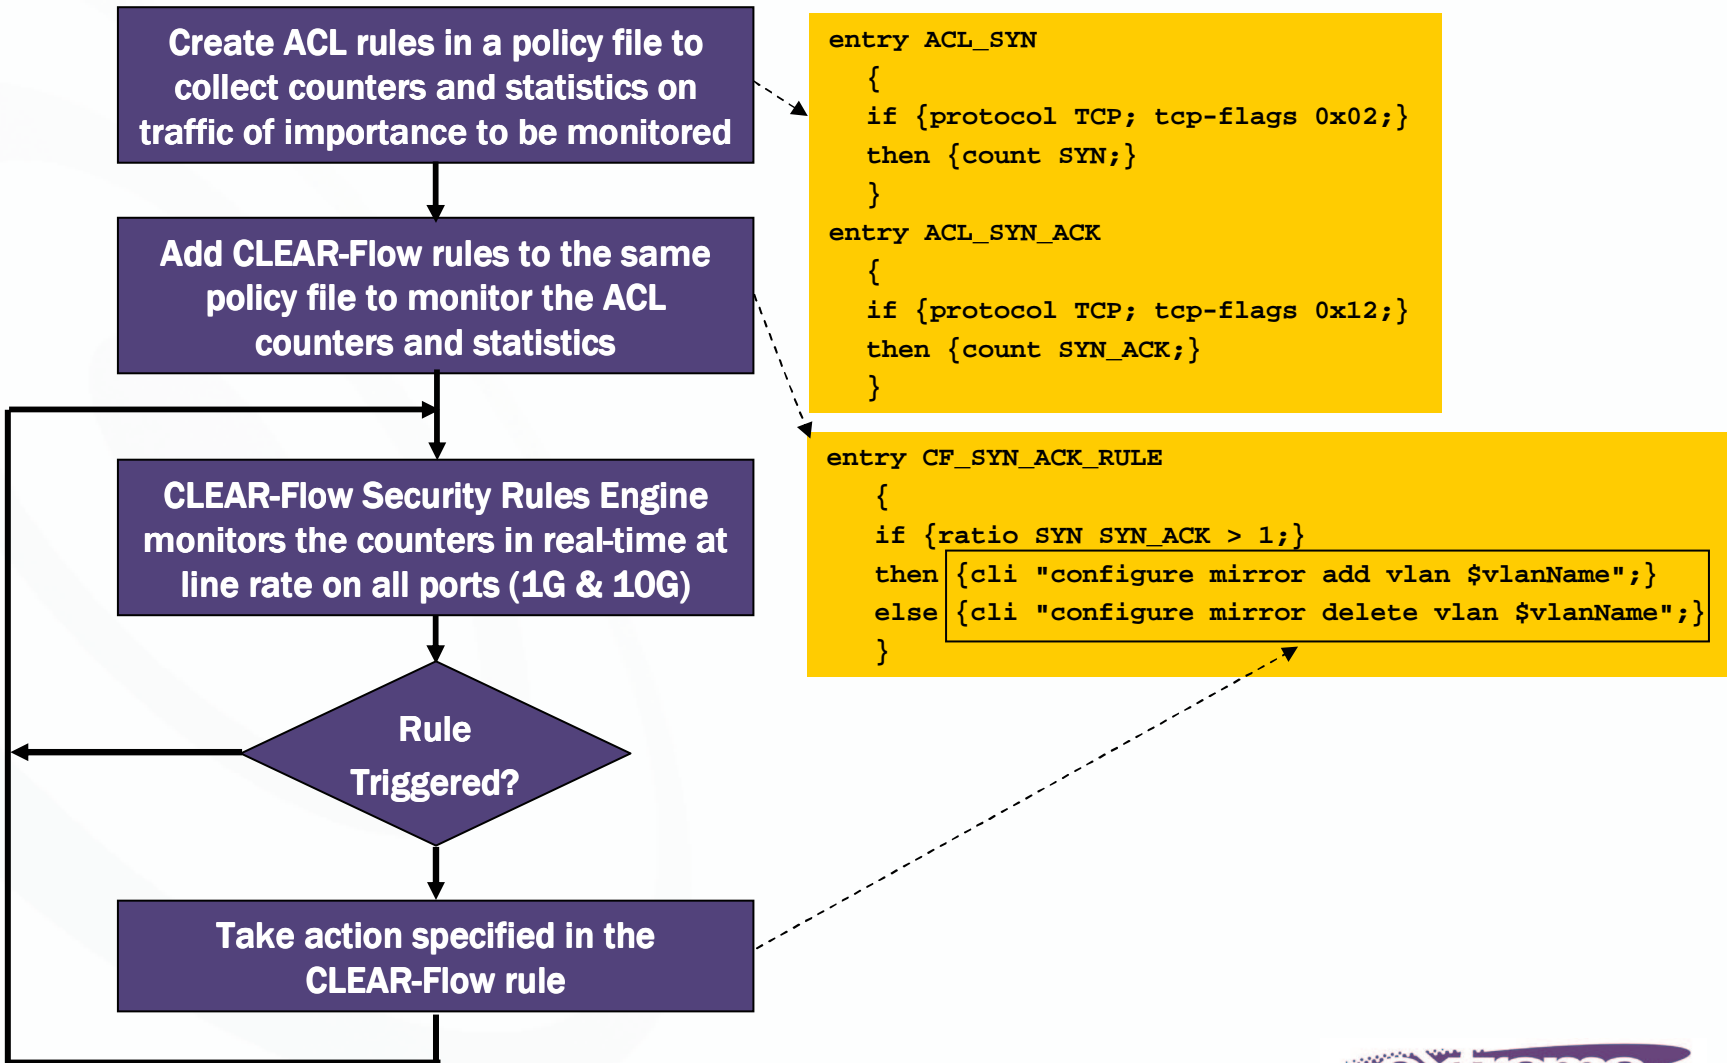 Create ACL rules in a policy file to
collect counters and statistics on
traffic of importance to be monitored
Add CLEAR-Flow rules to the same
policy file to monitor the ACL
counters and statistics
CLEAR-Flow Security Rules Engine
monitors the counters in real-time at
line rate on all ports (1G & 10G)
Rule
Triggered?
Take action specified in the
CLEAR-Flow rule
entry ACL_SYN
{
if {protocol TCP; tcp-flags 0x02;}
then {count SYN;}
}
entry ACL_SYN_ACK
{
if {protocol TCP; tcp-flags 0x12;}
then {count SYN_ACK;}
}
entry CF_SYN_ACK_RULE
{
if {ratio SYN SYN_ACK > 1;}
then {cli "configure mirror add vlan $vlanName";}
else {cli "configure mirror delete vlan $vlanName";}
}